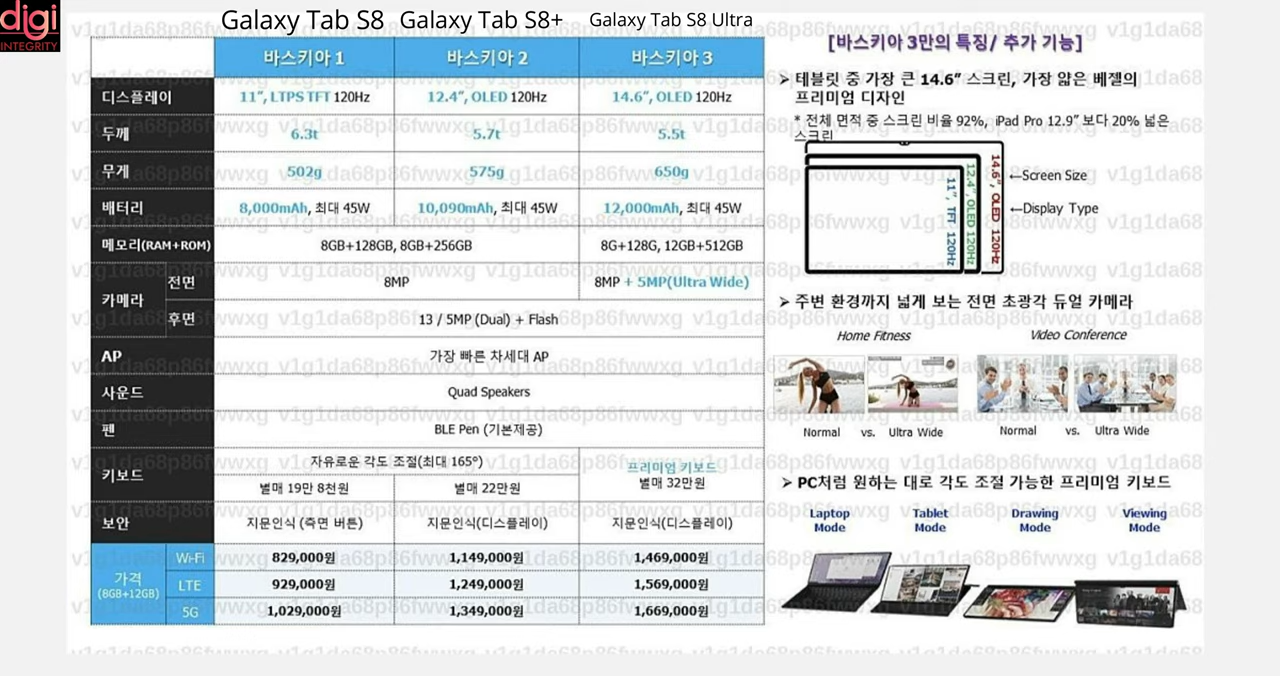 digi
INTEGRITY
Galaxy Tab S8 Galaxy Tab S8+ Galaxy Tab S8 Ultra
바스키아 1 바스키아 2 바스키아 3
디스플레이 11”, LTPS TFT 120Hz 12.4”, OLED 120Hz 14.6”, OLED 120Hz
두께 6.3t 5.7t 5.5t
무게 502g 575g 650g
배터리 8,000mAh, 최대 45W 10,090mAh, 최대 45W 12,000mAh, 최대 45W
메모리(RAM+ROM) 8GB+128GB, 8GB+256GB 8G+128G, 12GB+512GB
카메라 전면 8MP 8MP + 5MP(Ultra Wide)
후면 13 / 5MP (Dual) + Flash
AP 가장 빠른 차세대 AP
사운드 Quad Speakers
펜 BLE Pen (기본제공)
키보드 자유로운 각도 조절(최대 165°) 프리미엄 키보드
별매 19만 8천원 별매 22만원 별매 32만원
보안 지문인식 (측면 버튼) 지문인식(디스플레이) 지문인식(디스플레이)
가격
(8GB+12GB)
Wi-Fi 829,000원 1,149,000원 1,469,000원
LTE 929,000원 1,249,000원 1,569,000원
5G 1,029,000원 1,349,000원 1,669,000원
[바스키아 3만의 특징/ 추가 기능]
➢ 테블릿 중 가장 큰 14.6” 스크린, 가장 얇은 베젤의
프리미엄 디자인
* 전체 면적 중 스크린 비율 92%, iPad Pro 12.9” 보다 20% 넓은
스크린
11”, TFT 120Hz
12.4”, OLED 120Hz
14.6”, OLED 120Hz
←Screen Size
←Display Type
➢ 주변 환경까지 넓게 보는 전면 초광각 듀얼 카메라
Home Fitness Video Conference
Normal vs. Ultra Wide Normal vs. Ultra Wide
➢ PC처럼 원하는 대로 각도 조절 가능한 프리미엄 키보드
Laptop Mode
Tablet Mode
Drawing Mode
Viewing Mode
v1g1da68p86fwwwxg